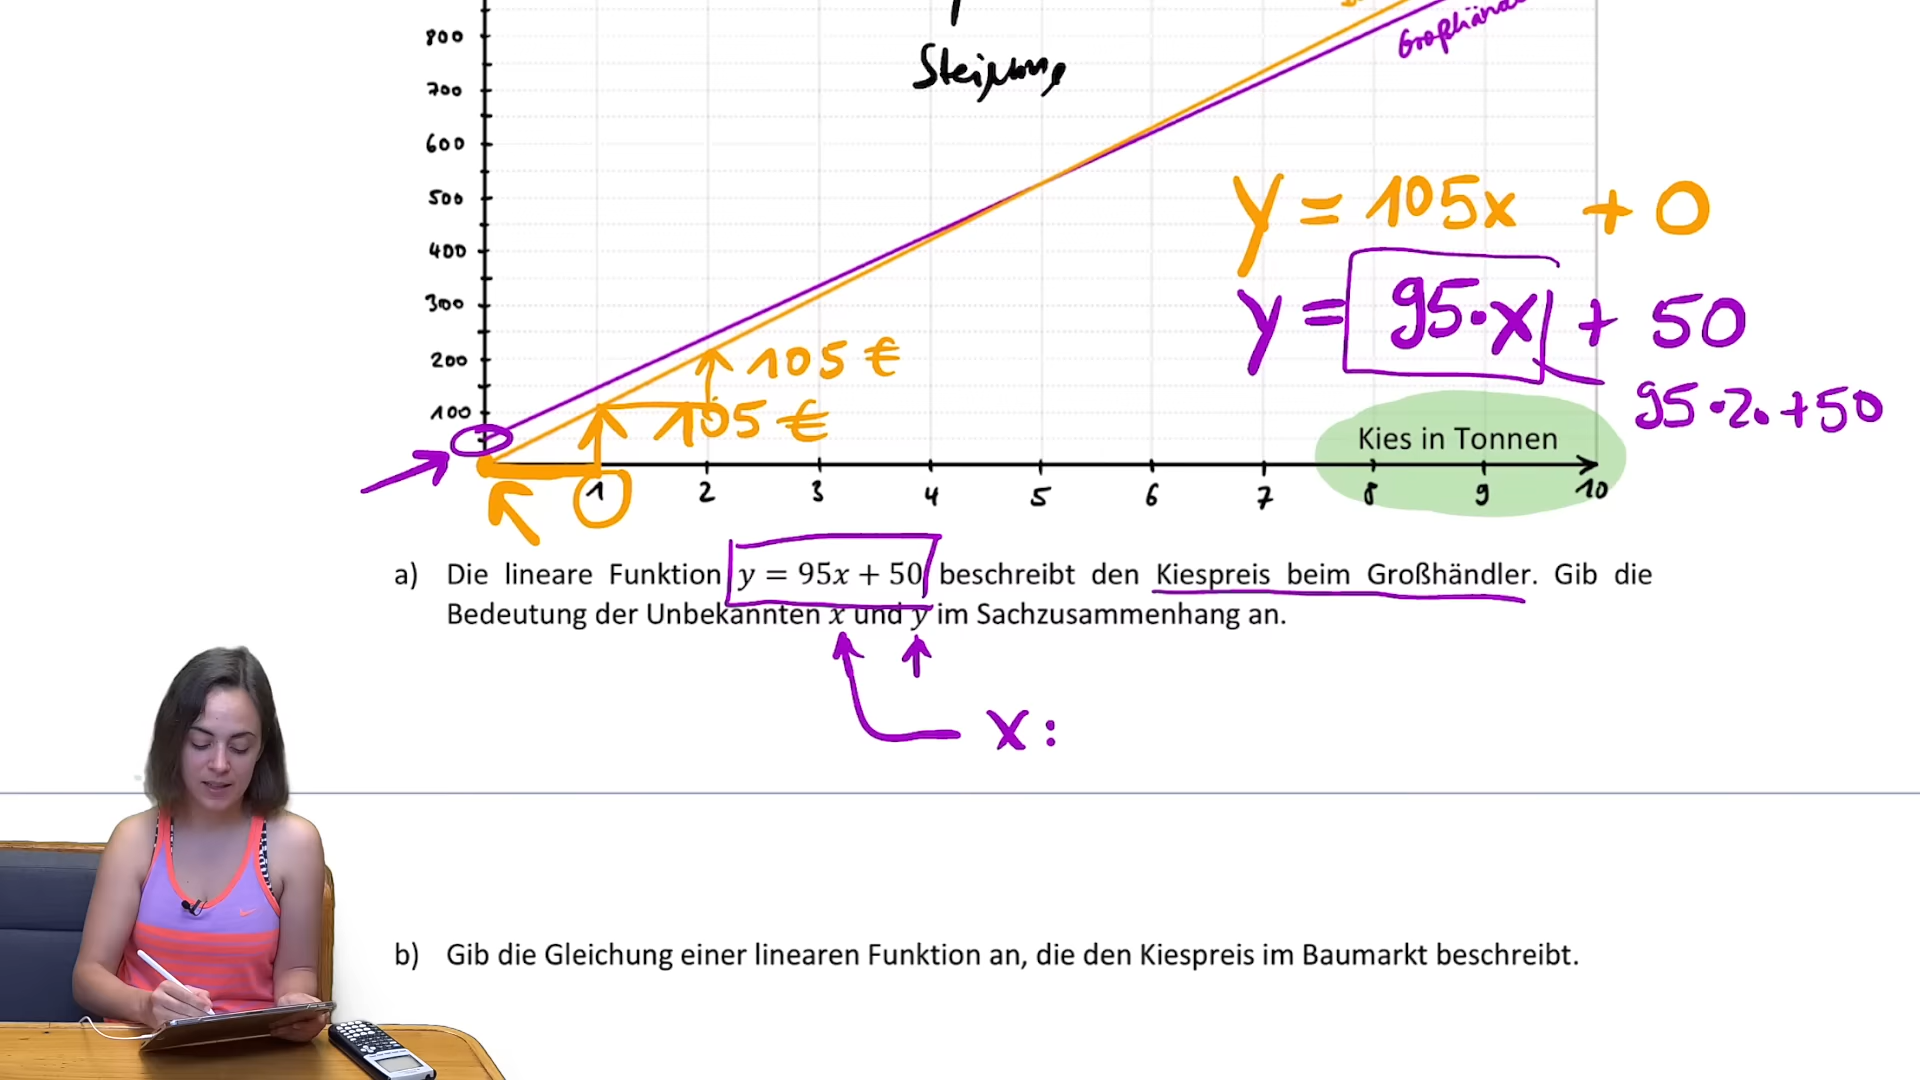 800
Großhänd
Steigung
700
600
y = 105x + 0
500
400
y = 95·x + 50
300
105 €
200
95·2. +50
105 €
100
Kies in Tonnen
1 2 3 4 5 6 7 8 9 10
a) Die lineare Funktion y = 95x + 50 beschreibt den Kiespreis beim Großhändler. Gib die
Bedeutung der Unbekannten x und y im Sachzusammenhang an.
X:
b) Gib die Gleichung einer linearen Funktion an, die den Kiespreis im Baumarkt beschreibt.